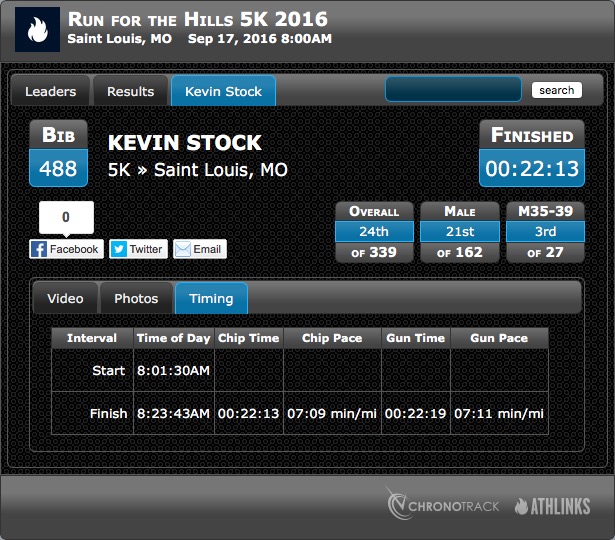 Run for the Hills 5K 2016
Saint Louis, MO Sep 17, 2016 8:00AM
Leaders Results Kevin Stock search
Bib
488
KEVIN STOCK
5K » Saint Louis, MO
Finished
00:22:13
0
Facebook Twitter Email
Overall Male M35-39
24th 21st 3rd
of 339 of 162 of 27
Video Photos Timing
Interval Time of Day Chip Time Chip Pace Gun Time Gun Pace
Start 8:01:30AM
Finish 8:23:43AM 00:22:13 07:09 min/mi 00:22:19 07:11 min/mi
CHRONOTRACK ATHLINKS